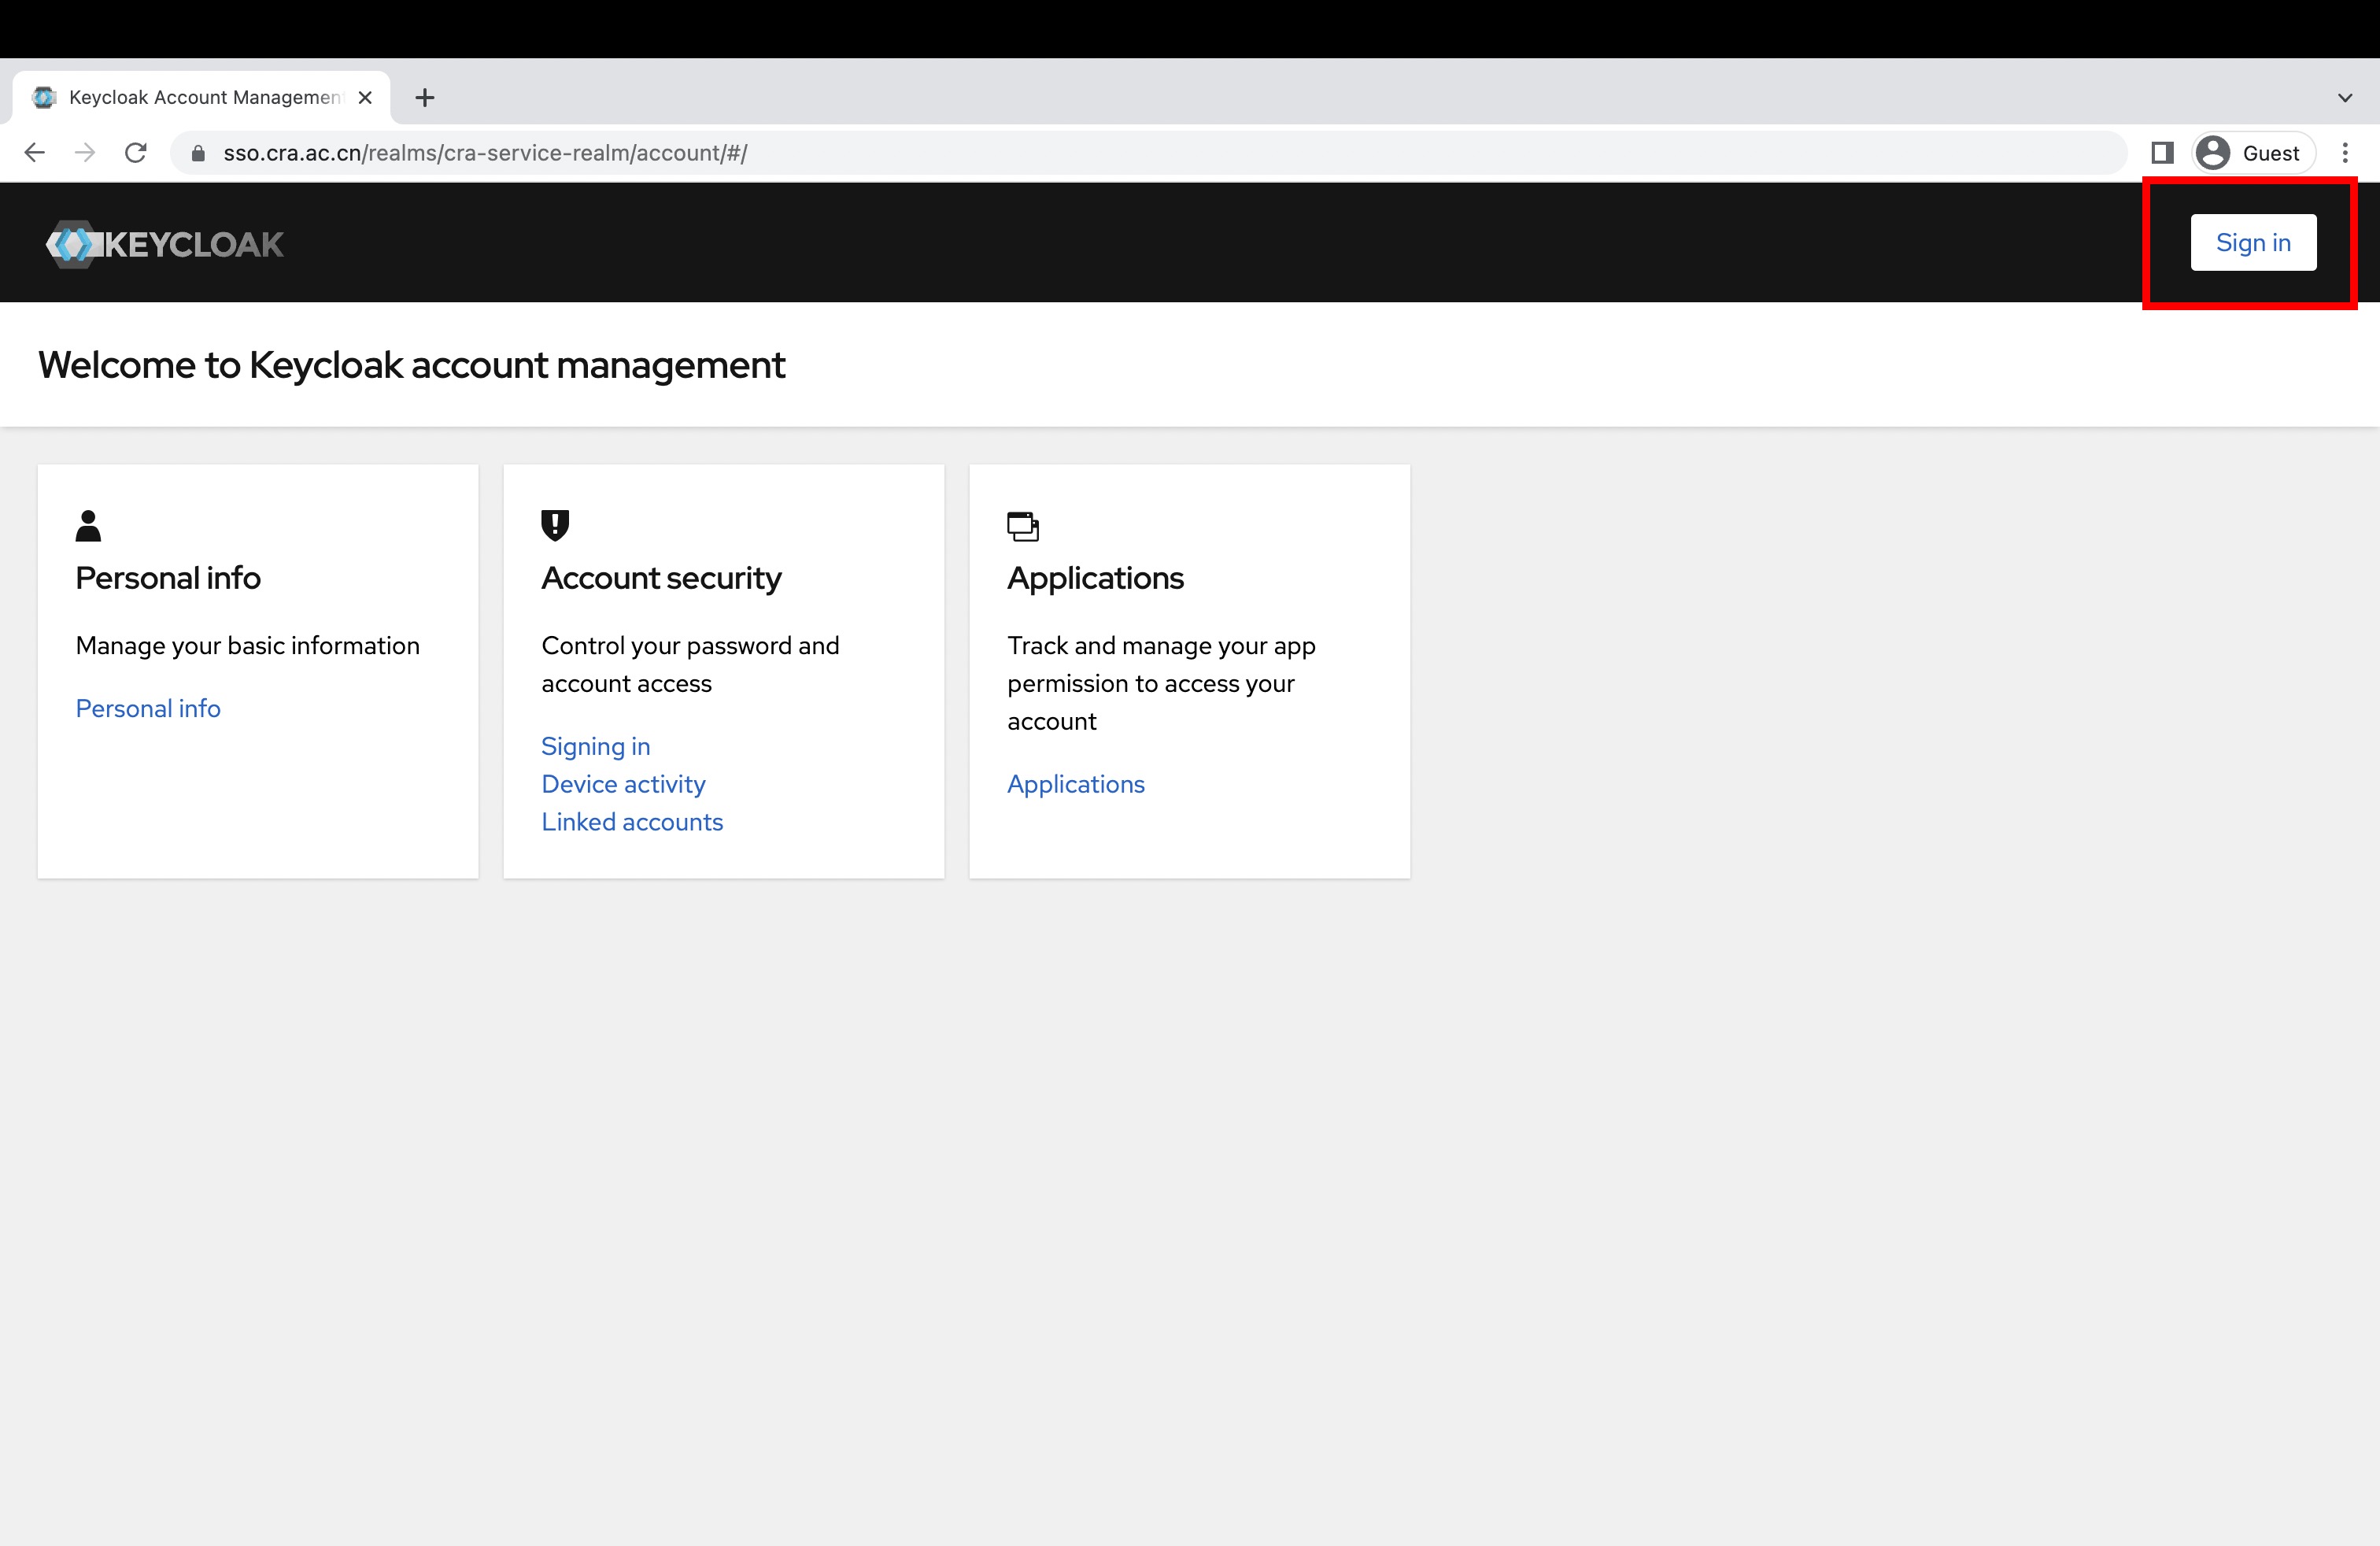 Keycloak Account Managemen
sso.cra.ac.cn/realms/cra-service-realm/account/#/
Guest
KEYCLOAK
Sign in
Welcome to Keycloak account management
Personal info
Manage your basic information
Personal info
Account security
Control your password and
account access
Signing in
Device activity
Linked accounts
Applications
Track and manage your app
permission to access your
account
Applications